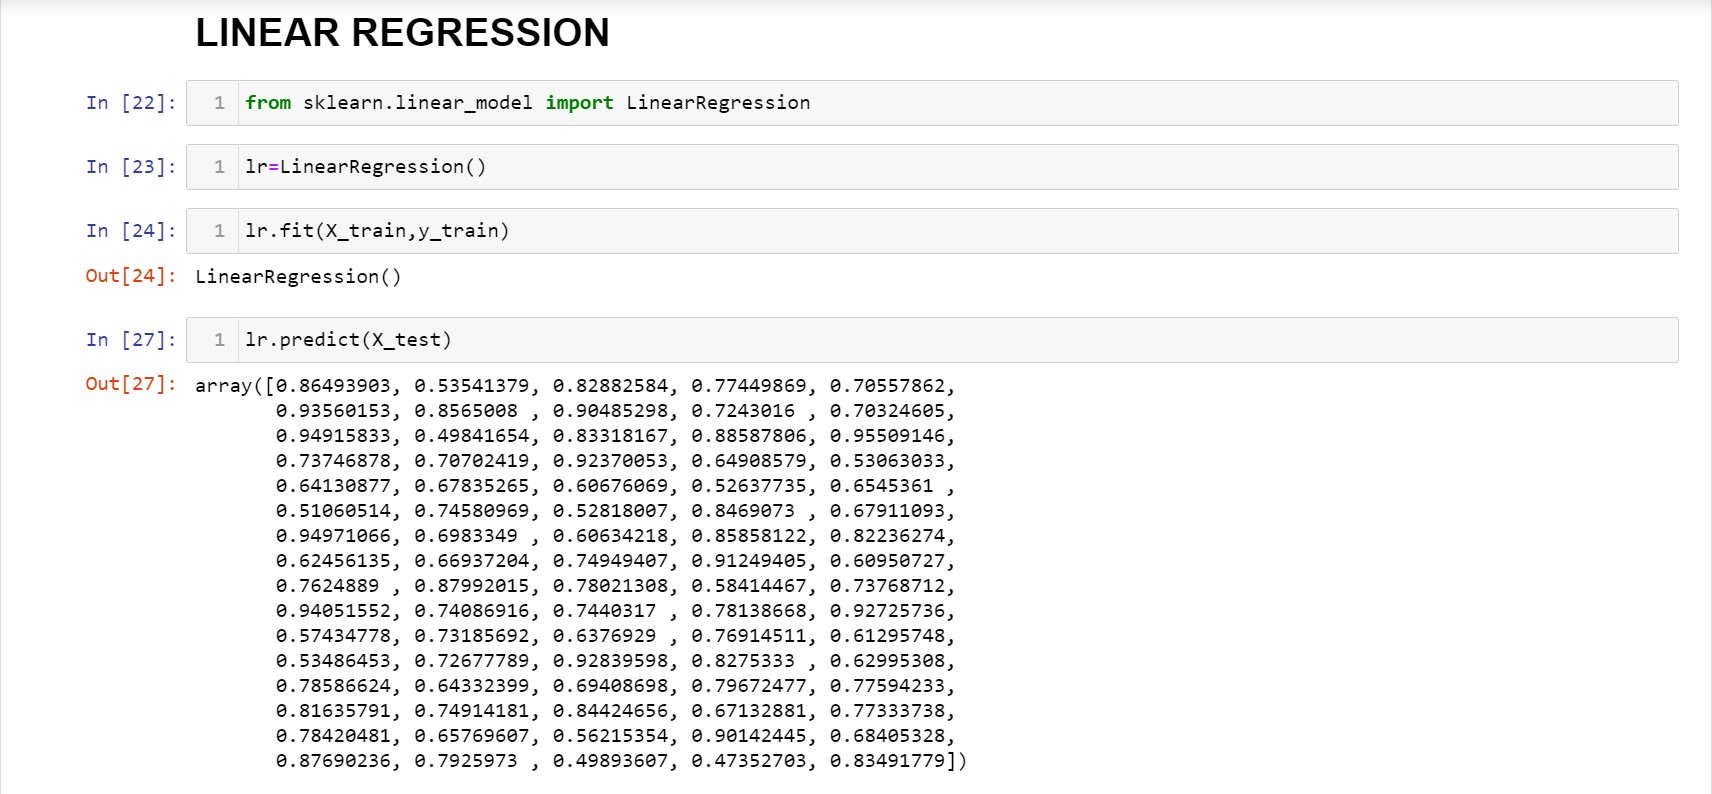 LINEAR REGRESSION
In [22]: 1 from sklearn.linear_model import LinearRegression
In [23]: 1 lr=LinearRegression()
In [24]: 1 lr.fit(X_train,y_train)
Out[24]: LinearRegression()
In [27]: 1 lr.predict(X_test)
Out[27]: array([0.86493903, 0.53541379, 0.82882584, 0.77449869, 0.70557862,
0.93560153, 0.8565008 , 0.90485298, 0.7243016 , 0.70324605,
0.94915833, 0.49841654, 0.83318167, 0.88587806, 0.95509146,
0.73746878, 0.70702419, 0.92370053, 0.64908579, 0.53063033,
0.64130877, 0.67835265, 0.60676069, 0.52637735, 0.6545361 ,
0.51060514, 0.74580969, 0.52818007, 0.8469073 , 0.67911093,
0.94971066, 0.6983349 , 0.60634218, 0.85858122, 0.82236274,
0.62456135, 0.66937204, 0.74949407, 0.91249405, 0.60950727,
0.7624889 , 0.87992015, 0.78021308, 0.58414467, 0.73768712,
0.94051552, 0.74086916, 0.7440317 , 0.78138668, 0.92725736,
0.57434778, 0.73185692, 0.6376929 , 0.76914511, 0.61295748,
0.53486453, 0.72677789, 0.92839598, 0.8275333 , 0.62995308,
0.78586624, 0.64332399, 0.69408698, 0.79672477, 0.77594233,
0.81635791, 0.74914181, 0.84424656, 0.67132881, 0.77333738,
0.78420481, 0.65769607, 0.56215354, 0.90142445, 0.68405328,
0.87690236, 0.7925973 , 0.49893607, 0.47352703, 0.83491779])